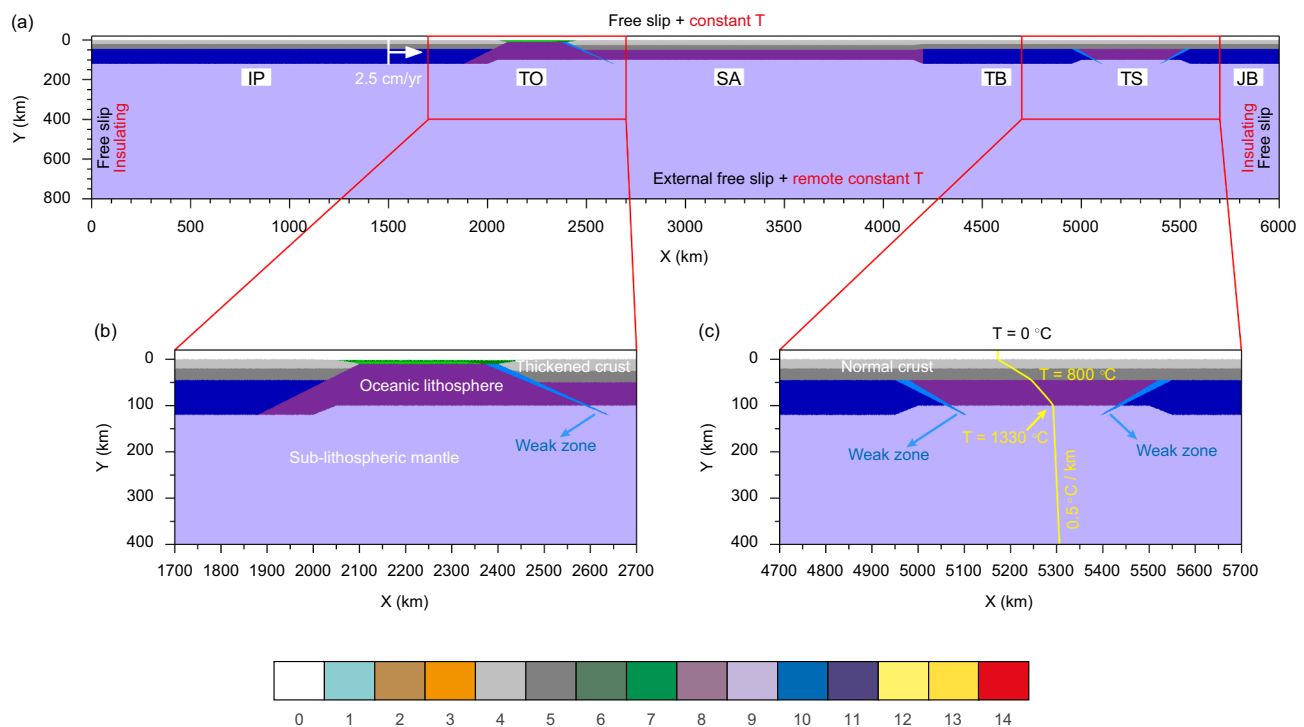 (a)
Free slip + constant T
0
200
400
600
800
Y (km)
Free slip
Insulating
IP
2.5 cm/yr
TO
SA
TB
TS
JB
Insulating
Free slip
External free slip + remote constant T
0 500 1000 1500 2000 2500 3000 3500 4000 4500 5000 5500 6000
X (km)
(b)
0
100
200
300
400
Y (km)
Thickened crust
Oceanic lithosphere
Weak zone
Sub-lithospheric mantle
1700 1800 1900 2000 2100 2200 2300 2400 2500 2600 2700
X (km)
(c)
T = 0 °C
0
100
200
300
400
Y (km)
Normal crust
T = 800 °C
T = 1330 °C
Weak zone
Weak zone
0.5 °C / km
4700 4800 4900 5000 5100 5200 5300 5400 5500 5600 5700
X (km)
0 1 2 3 4 5 6 7 8 9 10 11 12 13 14